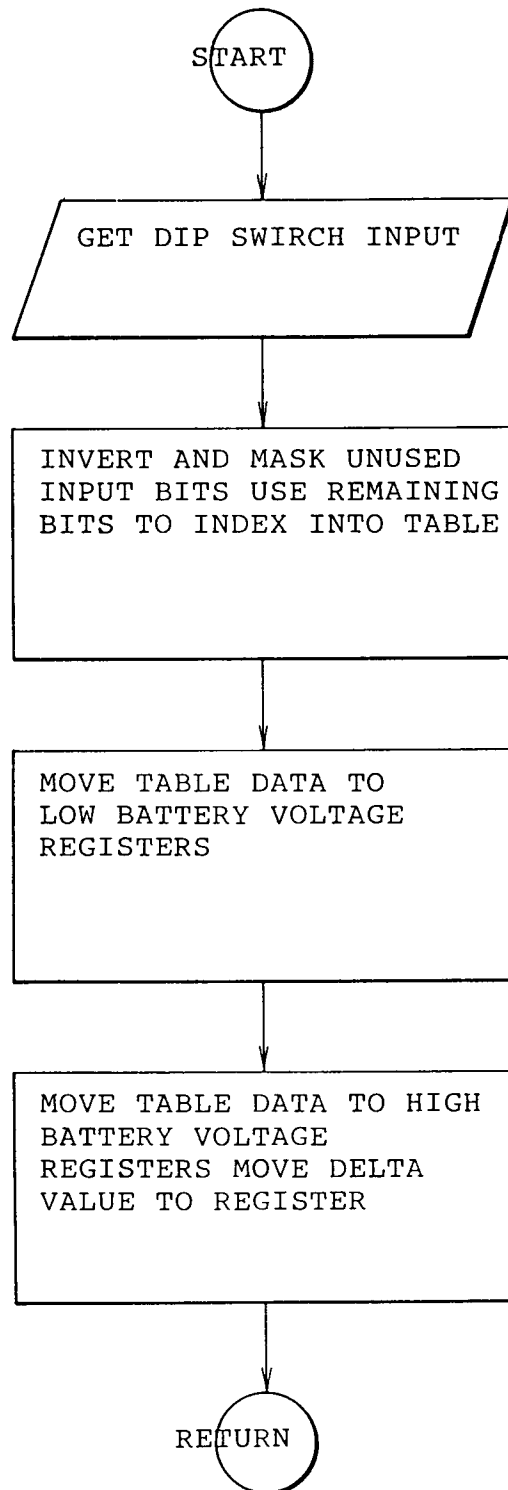 START
GET DIP SWIRCH INPUT
INVERT AND MASK UNUSED
INPUT BITS USE REMAINING
BITS TO INDEX INTO TABLE
MOVE TABLE DATA TO
LOW BATTERY VOLTAGE
REGISTERS
MOVE TABLE DATA TO HIGH
BATTERY VOLTAGE
REGISTERS MOVE DELTA
VALUE TO REGISTER
RETURN